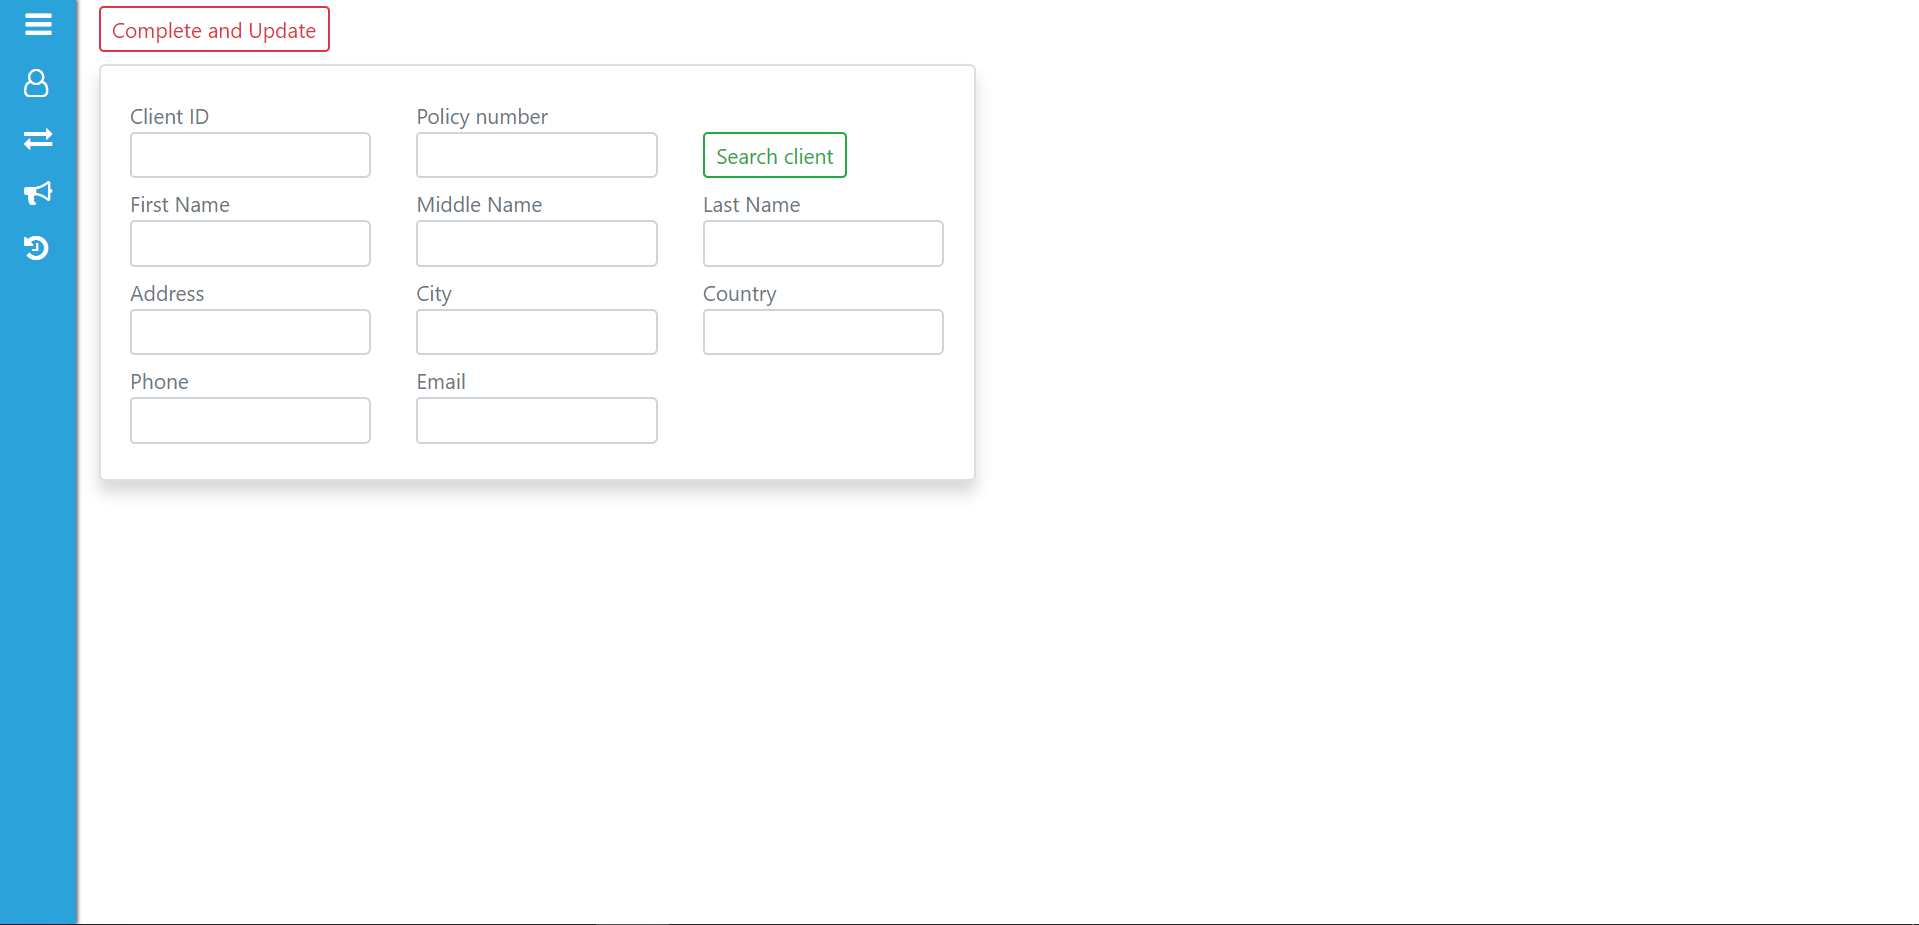 Complete and Update
Client ID
Policy number
Search client
First Name
Middle Name
Last Name
Address
City
Country
Phone
Email